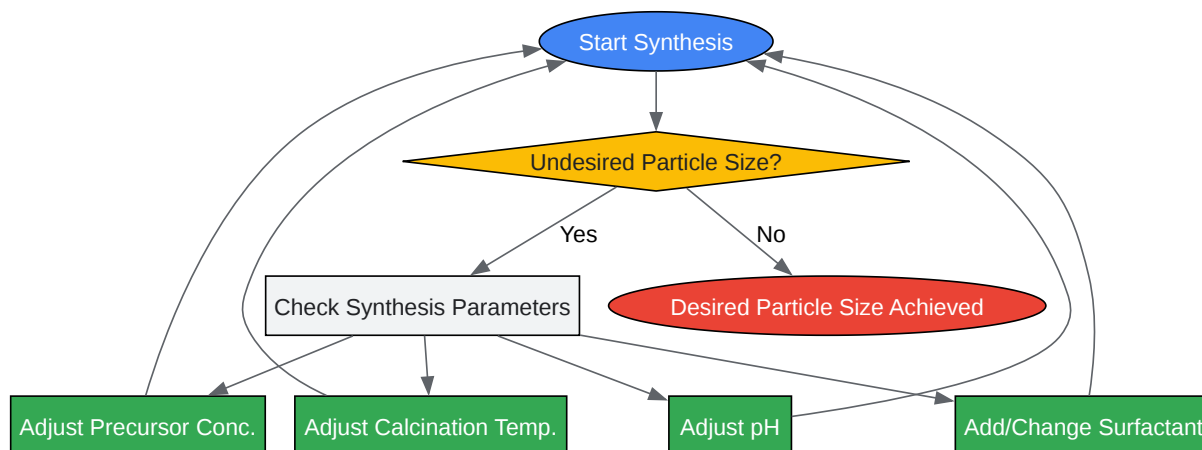 Start Synthesis
Undesired Particle Size?
Yes
No
Check Synthesis Parameters
Desired Particle Size Achieved
Adjust Precursor Conc.
Adjust Calcination Temp.
Adjust pH
Add/Change Surfactant